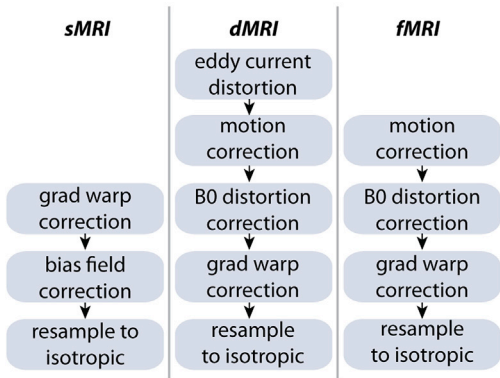 sMRI
grad warp
correction
bias field
correction
resample to
isotropic
dMRI
eddy current
distortion
motion
correction
B0 distortion
correction
grad warp
correction
resample
to isotropic
fMRI
motion
correction
B0 distortion
correction
grad warp
correction
resample
to isotropic